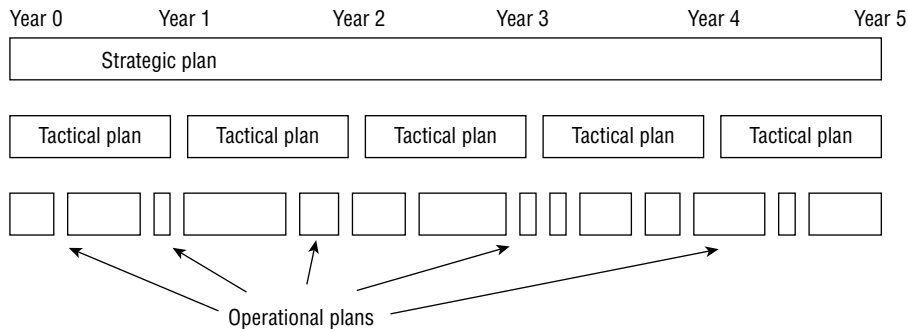 Year 0 Year 1 Year 2 Year 3 Year 4 Year 5
Strategic plan
Tactical plan Tactical plan Tactical plan Tactical plan Tactical plan
Operational plans